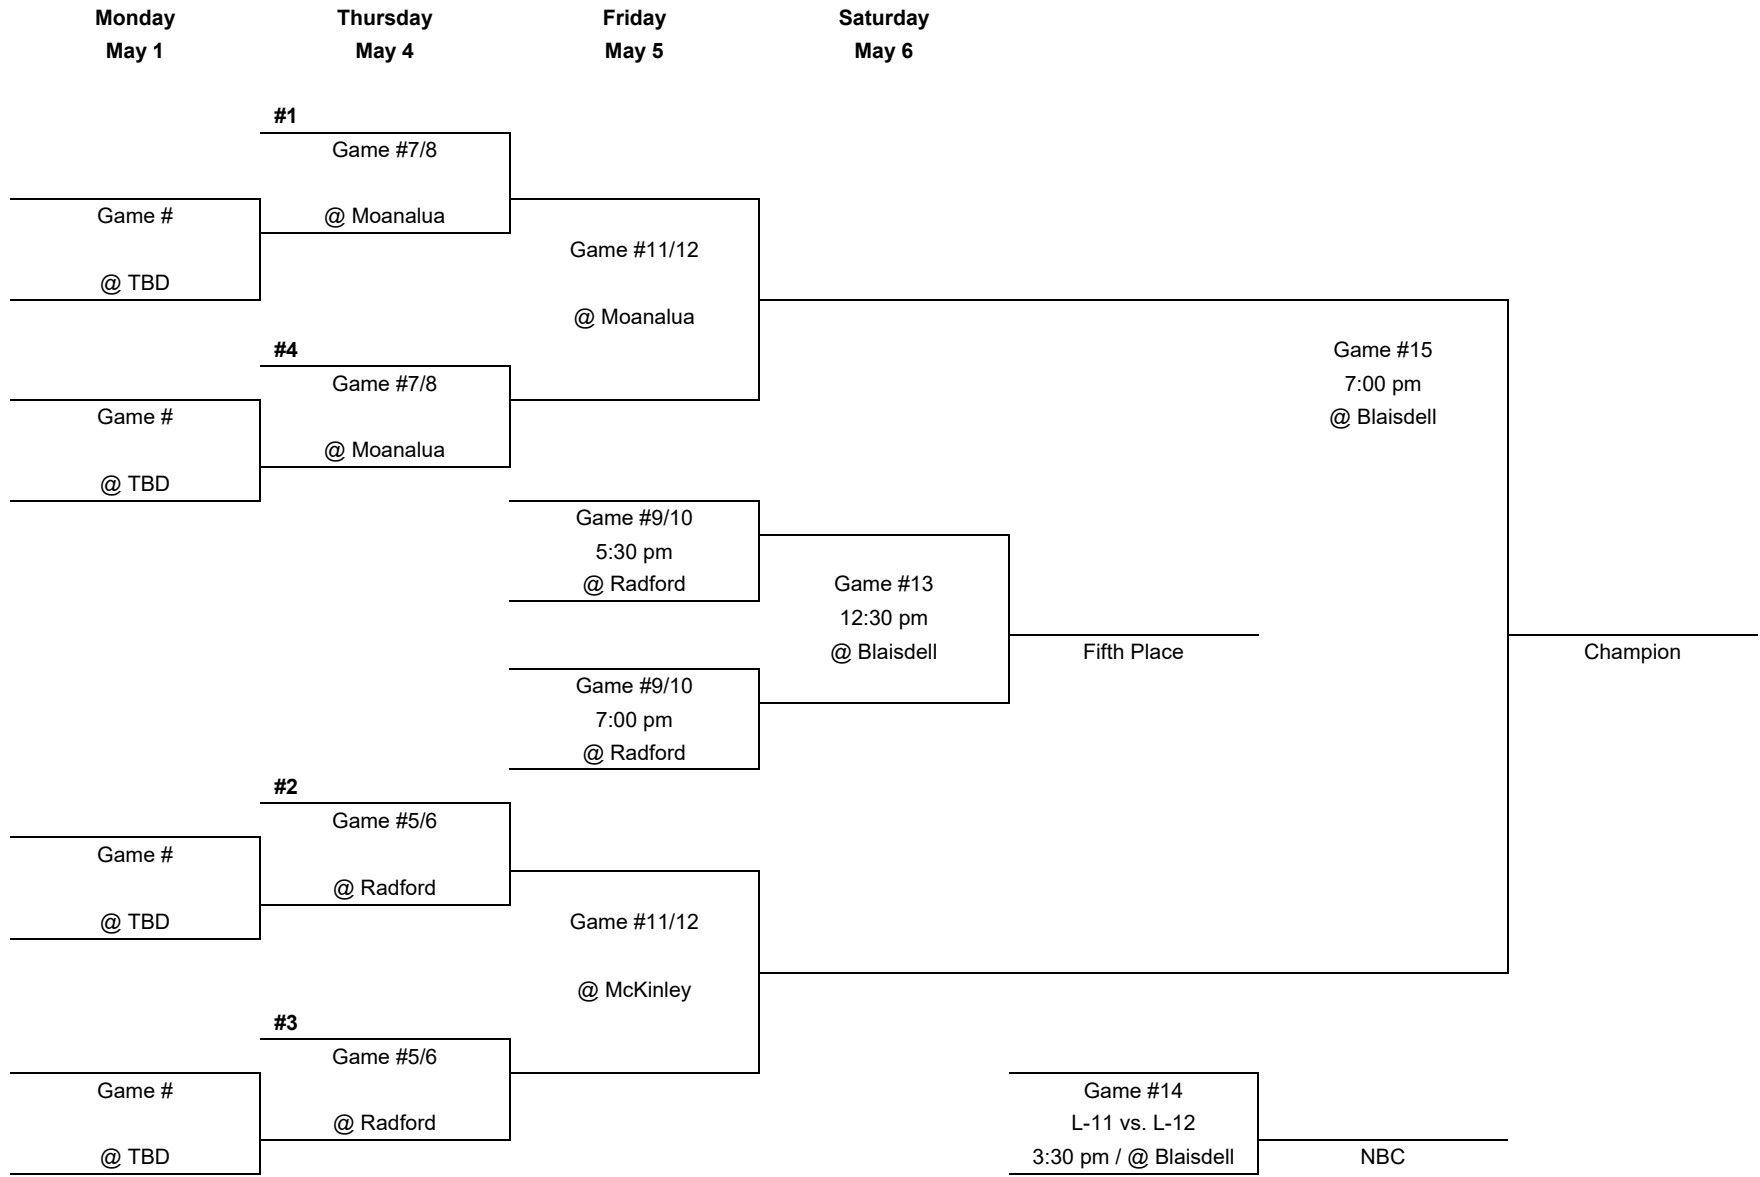 Monday
Thursday
Friday
Saturday
May 1
May 4
May 5
May 6
#1
Game #7/8
@ Moanalua
Game #
@ TBD
Game #11/12
@ Moanalua
#4
Game #7/8
@ Moanalua
Game #
@ TBD
Game #15
7:00 pm
@ Blaisdell
Game #9/10
5:30 pm
@ Radford
Game #13
12:30 pm
@ Blaisdell
Fifth Place
Champion
Game #9/10
7:00 pm
@ Radford
#2
Game #5/6
@ Radford
Game #
@ TBD
Game #11/12
@ McKinley
#3
Game #5/6
@ Radford
Game #
@ TBD
Game #14
L-11 vs. L-12
3:30 pm / @ Blaisdell
NBC